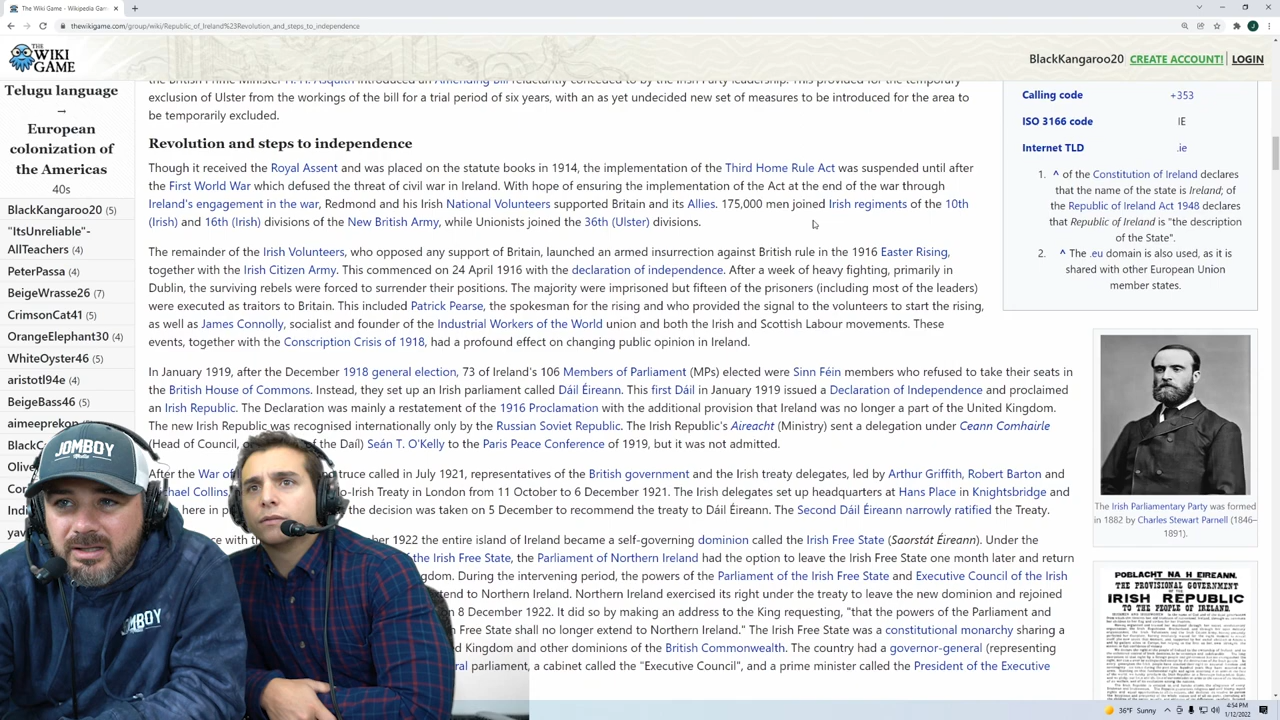 The Wiki Game - Wikipedia Gam
thewikigame.com/group/wiki/Republic_of_Ireland%23Revolution_and_steps_to_independence
THE WIKI GAME
BlackKangaroo20 CREATE ACCOUNT! | LOGIN
Telugu language
→
European
colonization of
the Americas
40s
BlackKangaroo20 (5)
"ItsUnreliable"-
AllTeachers (4)
PeterPassa (4)
BeigeWrasse26 (7)
CrimsonCat41 (5)
OrangeElephant30 (4)
WhiteOyster46 (5)
aristotl94e (4)
BeigeBass46 (5)
aimeeprekon
BlackC
Olive
Cor
Ind
yav
the British Prime Minister H. H. Asquith introduced an Amending Bill reluctantly conceded to by the Irish Party leadership. This provided for the temporary
exclusion of Ulster from the workings of the bill for a trial period of six years, with an as yet undecided new set of measures to be introduced for the area to
be temporarily excluded.
Revolution and steps to independence
Though it received the Royal Assent and was placed on the statute books in 1914, the implementation of the Third Home Rule Act was suspended until after
the First World War which defused the threat of civil war in Ireland. With hope of ensuring the implementation of the Act at the end of the war through
Ireland's engagement in the war, Redmond and his Irish National Volunteers supported Britain and its Allies. 175,000 men joined Irish regiments of the 10th
(Irish) and 16th (Irish) divisions of the New British Army, while Unionists joined the 36th (Ulster) divisions.
The remainder of the Irish Volunteers, who opposed any support of Britain, launched an armed insurrection against British rule in the 1916 Easter Rising,
together with the Irish Citizen Army. This commenced on 24 April 1916 with the declaration of independence. After a week of heavy fighting, primarily in
Dublin, the surviving rebels were forced to surrender their positions. The majority were imprisoned but fifteen of the prisoners (including most of the leaders)
were executed as traitors to Britain. This included Patrick Pearse, the spokesman for the rising and who provided the signal to the volunteers to start the rising,
as well as James Connolly, socialist and founder of the Industrial Workers of the World union and both the Irish and Scottish Labour movements. These
events, together with the Conscription Crisis of 1918, had a profound effect on changing public opinion in Ireland.
In January 1919, after the December 1918 general election, 73 of Ireland's 106 Members of Parliament (MPs) elected were Sinn Féin members who refused to take their seats in
the British House of Commons. Instead, they set up an Irish parliament called Dáil Éireann. This first Dáil in January 1919 issued a Declaration of Independence and proclaimed
an Irish Republic. The Declaration was mainly a restatement of the 1916 Proclamation with the additional provision that Ireland was no longer a part of the United Kingdom.
The new Irish Republic was recognised internationally only by the Russian Soviet Republic. The Irish Republic's Aireacht (Ministry) sent a delegation under Ceann Comhairle
(Head of Council, o of the Daíl) Seán T. O'Kelly to the Paris Peace Conference of 1919, but it was not admitted.
After the War of truce called in July 1921, representatives of the British government and the Irish treaty delegates, led by Arthur Griffith, Robert Barton and
chael Collins, lo-Irish Treaty in London from 11 October to 6 December 1921. The Irish delegates set up headquarters at Hans Place in Knightsbridge and
here in p the decision was taken on 5 December to recommend the treaty to Dáil Éireann. The Second Dáil Éireann narrowly ratified the Treaty.
ce with th mber 1922 the entire island of Ireland became a self-governing dominion called the Irish Free State (Saorstát Éireann). Under the
of the Irish Free State, the Parliament of Northern Ireland had the option to leave the Irish Free State one month later and return
gdom. During the intervening period, the powers of the Parliament of the Irish Free State and Executive Council of the Irish
tend to Northern Ireland. Northern Ireland exercised its right under the treaty to leave the new dominion and rejoined
n 8 December 1922. It did so by making an address to the King requesting, "that the powers of the Parliament and
no longer extend to Northern
parliament, a cabinet called the "Executive Council", and a prime minister called the President of the Executive
Calling code +353
ISO 3166 code IE
Internet TLD .ie
1. ^ of the Constitution of Ireland declares
that the name of the state is Ireland; of
the Republic of Ireland Act 1948 declares
that Republic of Ireland is "the description
of the State".
2. ^ The .eu domain is also used, as it is
shared with other European Union
member states.
The Irish Parliamentary Party was formed
in 1882 by Charles Stewart Parnell (1846–
1891).
POBLACHT NA H EIREANN.
THE PROVISIONAL GOVERNMENT
OF THE
IRISH REPUBLIC
TO THE PEOPLE OF IRELAND.
JOMBOY
JOMBOY
36°F Sunny
4:54 PM
1/12/2022